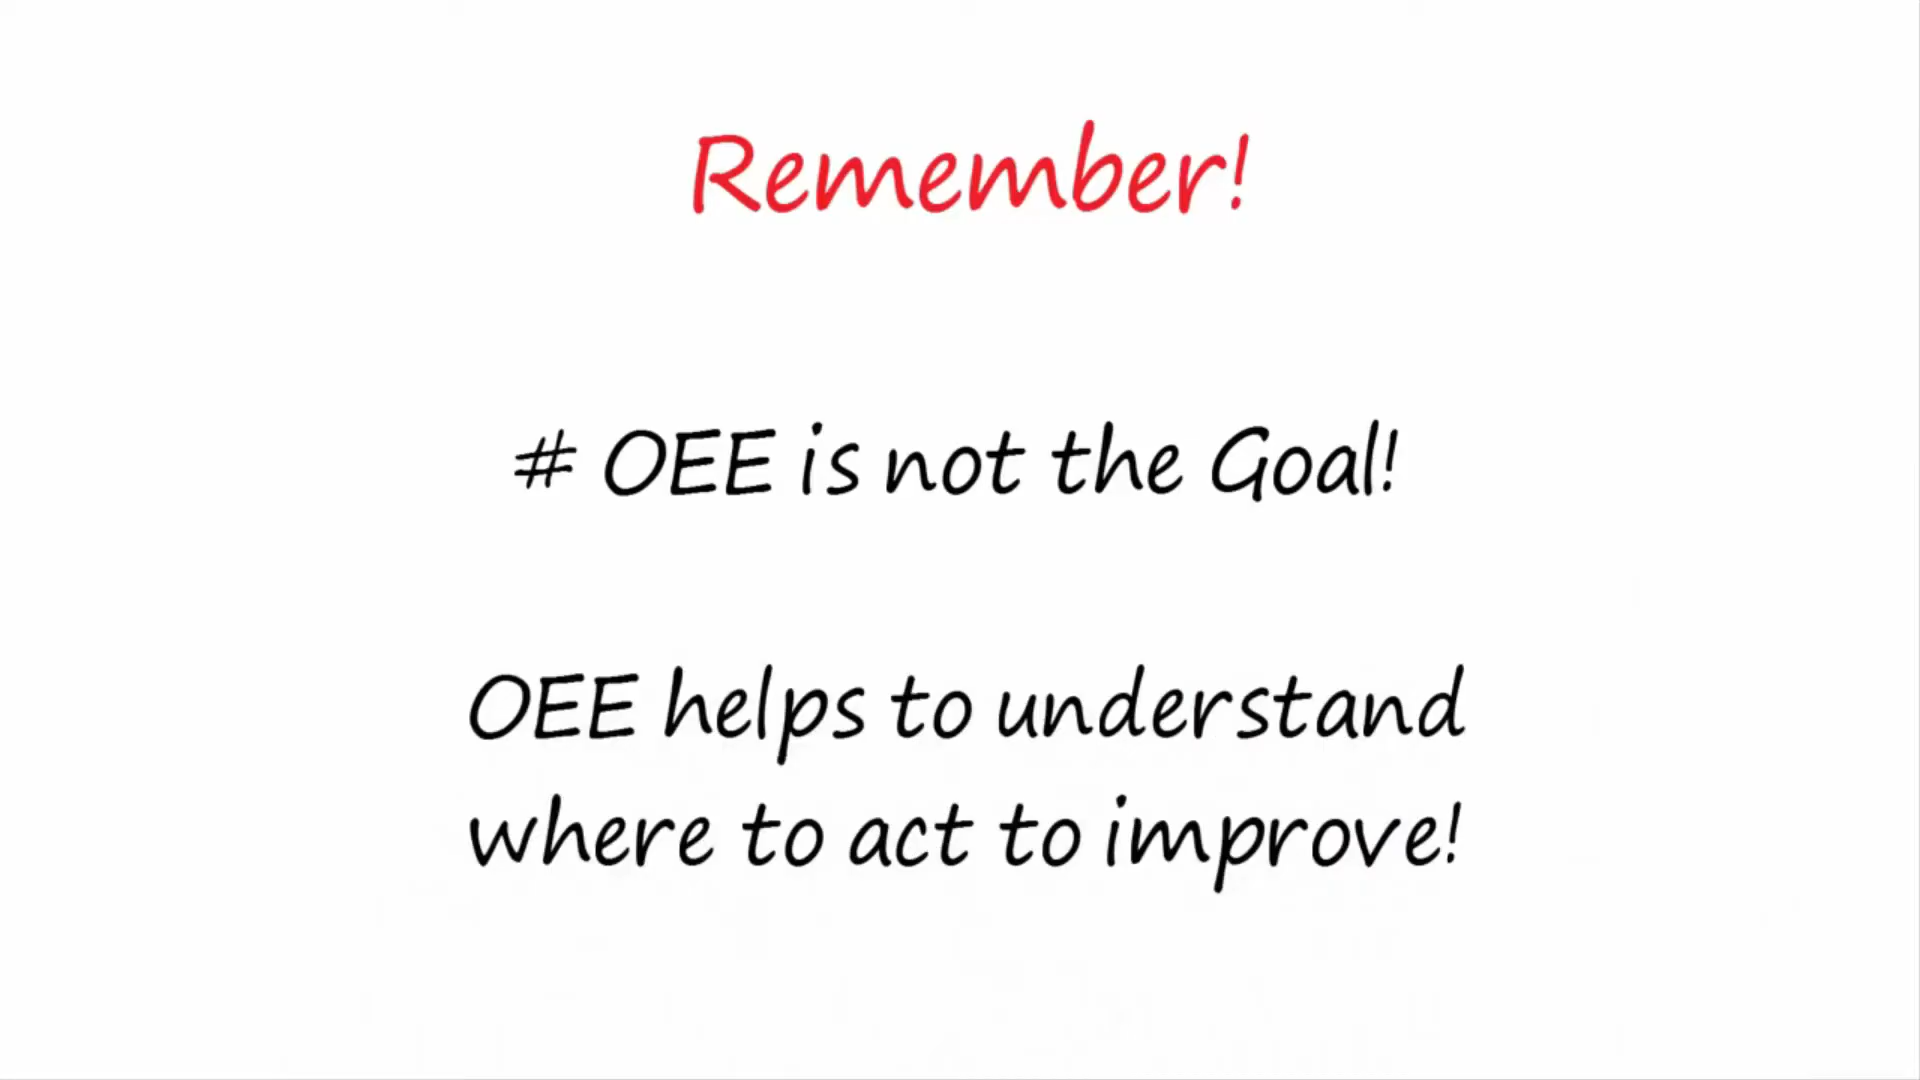 Remember!
# OEE is not the Goal!
OEE helps to understand
where to act to improve!